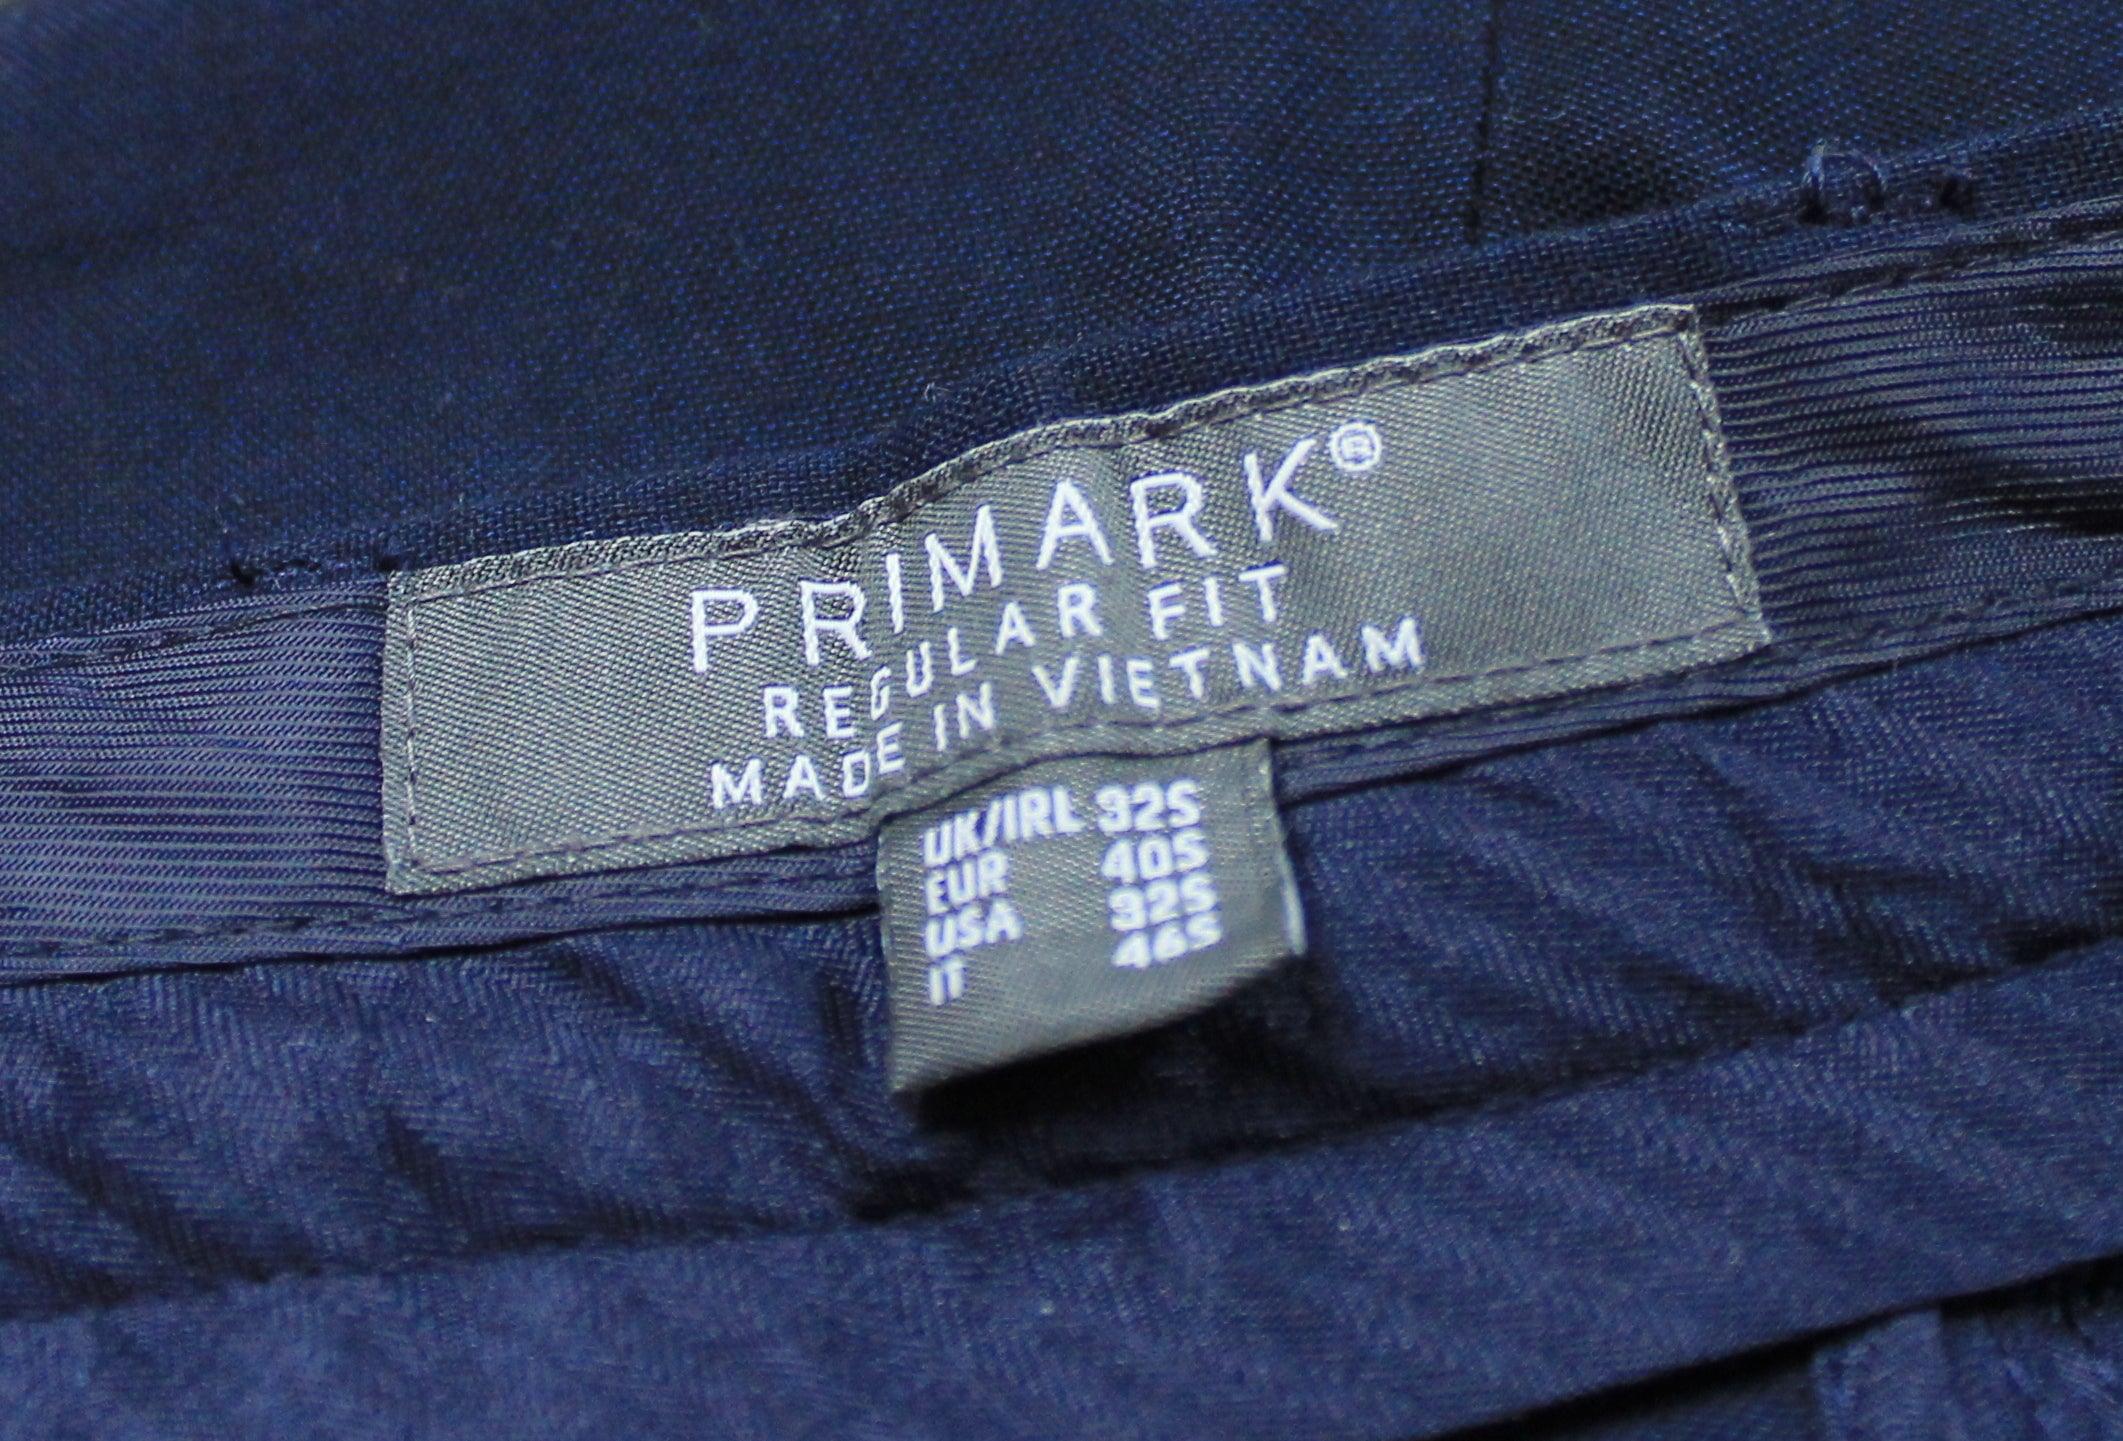 PRIMARK®
REGULAR FIT
MADE IN VIETNAM
UK/IRL 32S
EUR 40S
USA 32S
IT 46S